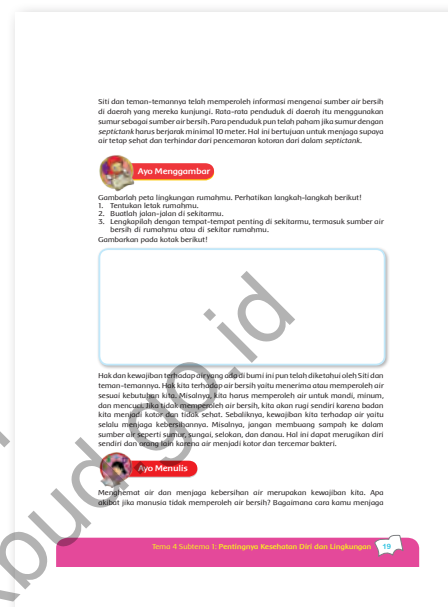 Siti dan teman-temannya telah memperoleh informasi mengenai sumber air bersih
di daerah yang mereka kunjungi. Rata-rata penduduk di daerah itu menggunakan
sumur sebagai sumber air bersih. Para penduduk pun telah paham jika sumur dengan
septictank harus berjarak minimal 10 meter. Hal ini bertujuan untuk menjaga supaya
air tetap sehat dan terhindar dari pencemaran kotoran dari dalam septictank.
Ayo Menggambar
Gambarlah peta lingkungan rumahmu. Perhatikan langkah-langkah berikut!
1. Tentukan letak rumahmu.
2. Buatlah jalan-jalan di sekitarmu.
3. Lengkapilah dengan tempat-tempat penting di sekitarmu, termasuk sumber air
bersih di rumahmu atau di sekitar rumahmu.
Gambarkan pada kotak berikut!
Hak dan kewajiban terhadap air yang ada di bumi ini pun telah diketahui oleh Siti dan
teman-temannya. Hak kita terhadap air bersih yaitu menerima atau memperoleh air
sesuai kebutuhan kita. Misalnya, kita harus memperoleh air untuk mandi, minum,
dan mencuci. Jika tidak memperoleh air bersih, kita akan rugi sendiri karena badan
kita menjadi kotor dan tidak sehat. Sebaliknya, kewajiban kita terhadap air yaitu
selalu menjaga kebersihannya. Misalnya, jangan membuang sampah ke dalam
sumber air seperti sumur, sungai, selokan, dan danau. Hal ini dapat merugikan diri
sendiri dan orang lain karena air menjadi kotor dan tercemar bakteri.
Ayo Menulis
Menghemat air dan menjaga kebersihan air merupakan kewajiban kita. Apa
akibat jika manusia tidak memperoleh air bersih? Bagaimana cara kamu menjaga
Tema 4 Subtema 1: Pentingnya Kesehatan Diri dan Lingkungan 19
kbud.go.id